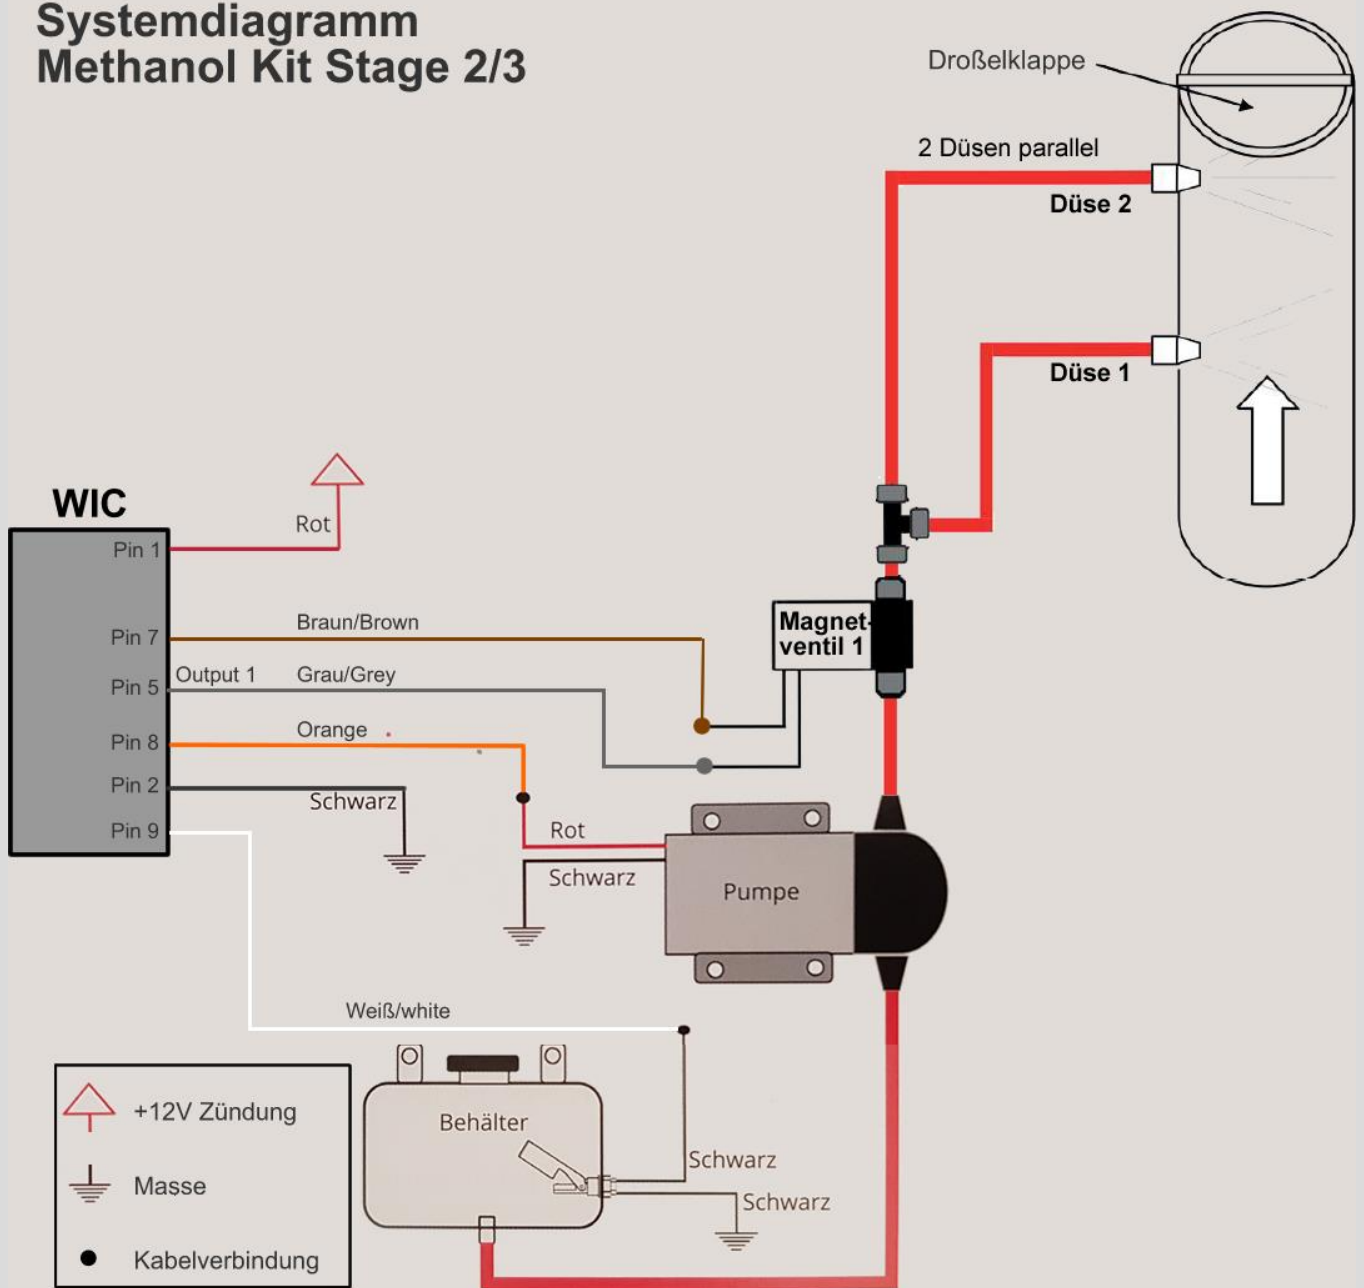 Systemdiagramm
Methanol Kit Stage 2/3
Droßelklappe
2 Düsen parallel
Düse 2
Düse 1
WIC
Rot
Pin 1
Braun/Brown
Pin 7
Output 1
Grau/Grey
Pin 5
Magnet-
ventil 1
Orange
Pin 8
Pin 2
Schwarz
Pin 9
Rot
Schwarz
Pumpe
Weiß/white
Behälter
Schwarz
Schwarz
+12V Zündung
Masse
Kabelverbindung